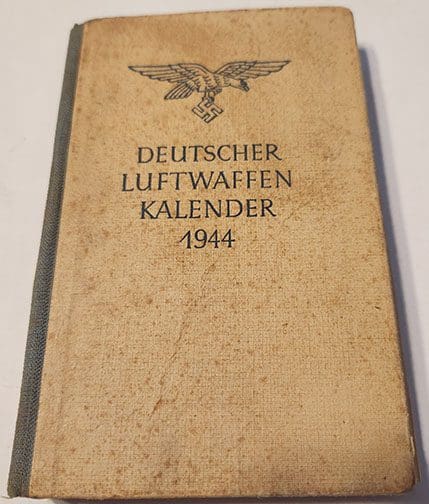 DEUTSCHER
LUFTWAFFEN
KALENDER
1944